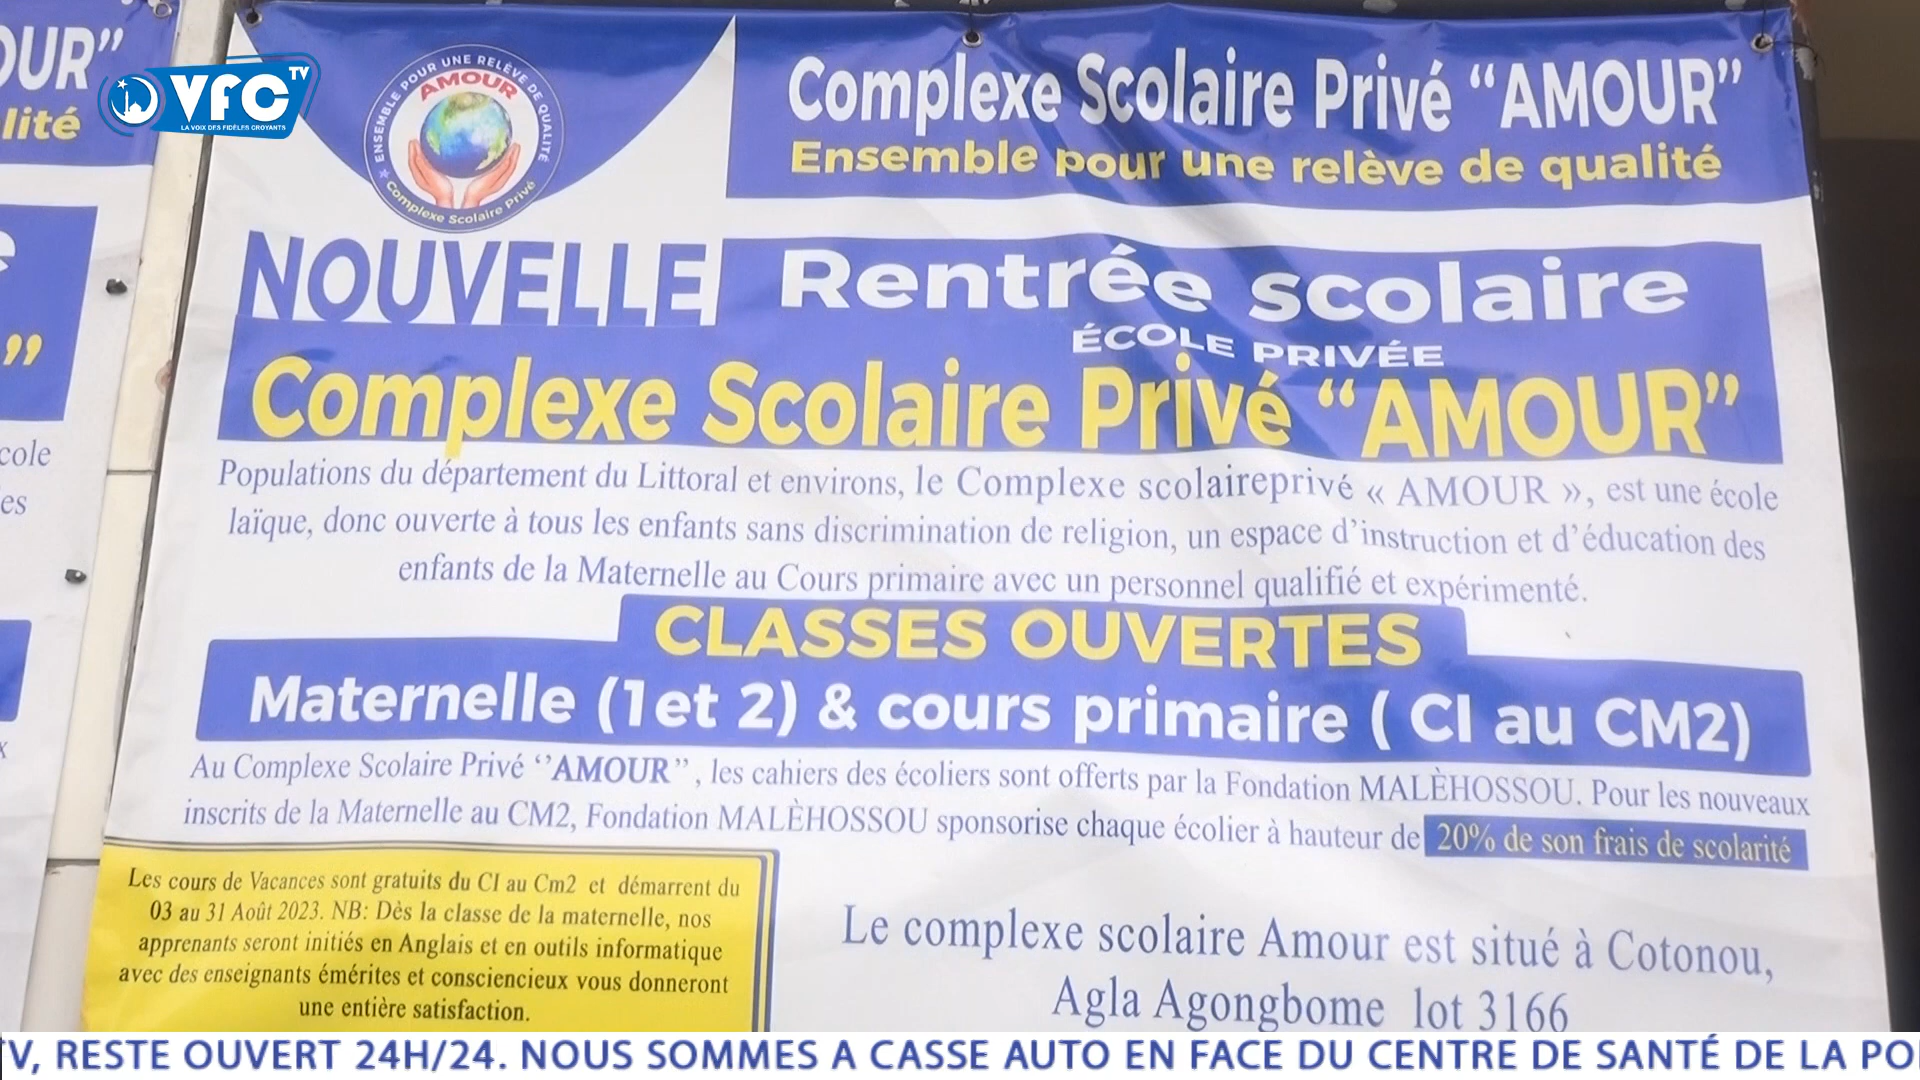 OUR”
lité
cole
es
VFC TV
LA VOIX DES FIDÈLES CROYANTS
ENSEMBLE POUR UNE RELÈVE DE QUALITÉ
AMOUR
Complexe Scolaire Privé
Complexe Scolaire Privé “AMOUR”
Ensemble pour une relève de qualité
NOUVELLE Rentrée scolaire
ÉCOLE PRIVÉE
Complexe Scolaire Privé “AMOUR”
Populations du département du Littoral et environs, le Complexe scolaireprivé « AMOUR », est une école
laïque, donc ouverte à tous les enfants sans discrimination de religion, un espace d’instruction et d’éducation des
enfants de la Maternelle au Cours primaire avec un personnel qualifié et expérimenté.
CLASSES OUVERTES
Maternelle (1et 2) & cours primaire ( CI au CM2)
Au Complexe Scolaire Privé ‘’AMOUR’’, les cahiers des écoliers sont offerts par la Fondation MALÈHOSSOU. Pour les nouveaux
inscrits de la Maternelle au CM2, Fondation MALÈHOSSOU sponsorise chaque écolier à hauteur de 20% de son frais de scolarité
Les cours de Vacances sont gratuits du CI au Cm2 et démarrent du
03 au 31 Août 2023. NB: Dès la classe de la maternelle, nos
apprenants seront initiés en Anglais et en outils informatique
avec des enseignants émérites et consciencieux vous donneront
une entière satisfaction.
Le complexe scolaire Amour est situé à Cotonou,
Agla Agongbome lot 3166
V, RESTE OUVERT 24H/24. NOUS SOMMES A CASSE AUTO EN FACE DU CENTRE DE SANTÉ DE LA PO